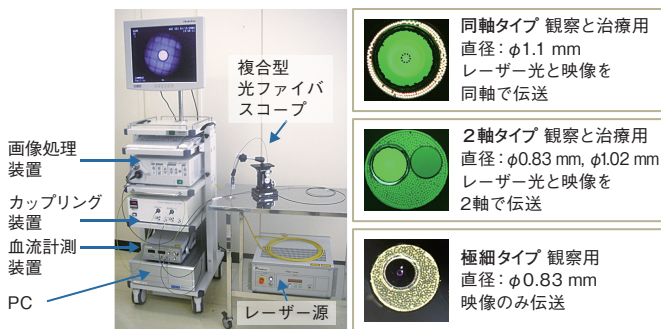 複合型
光ファイバ
スコープ
画像処理
装置
カップリング
装置
血流計測
装置
PC
レーザー源
同軸タイプ 観察と治療用
直径：φ1.1 mm
レーザー光と映像を
同軸で伝送
2軸タイプ 観察と治療用
直径：φ0.83 mm, φ1.02 mm
レーザー光と映像を
2軸で伝送
極細タイプ 観察用
直径：φ0.83 mm
映像のみ伝送